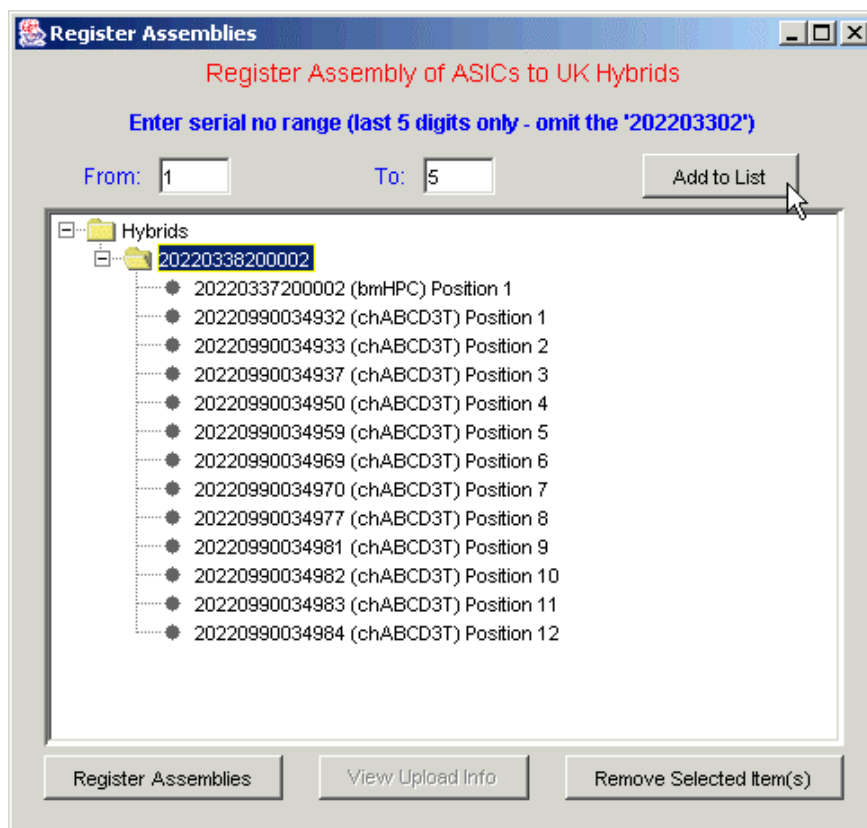 Register Assemblies
Register Assembly of ASICs to UK Hybrids
Enter serial no range (last 5 digits only - omit the '202203302')
From: 1 To: 5 Add to List
Hybrids
20220338200002
20220337200002 (bmHPC) Position 1
20220990034932 (chABCD3T) Position 1
20220990034933 (chABCD3T) Position 2
20220990034937 (chABCD3T) Position 3
20220990034950 (chABCD3T) Position 4
20220990034959 (chABCD3T) Position 5
20220990034969 (chABCD3T) Position 6
20220990034970 (chABCD3T) Position 7
20220990034977 (chABCD3T) Position 8
20220990034981 (chABCD3T) Position 9
20220990034982 (chABCD3T) Position 10
20220990034983 (chABCD3T) Position 11
20220990034984 (chABCD3T) Position 12
Register Assemblies View Upload Info Remove Selected Item(s)